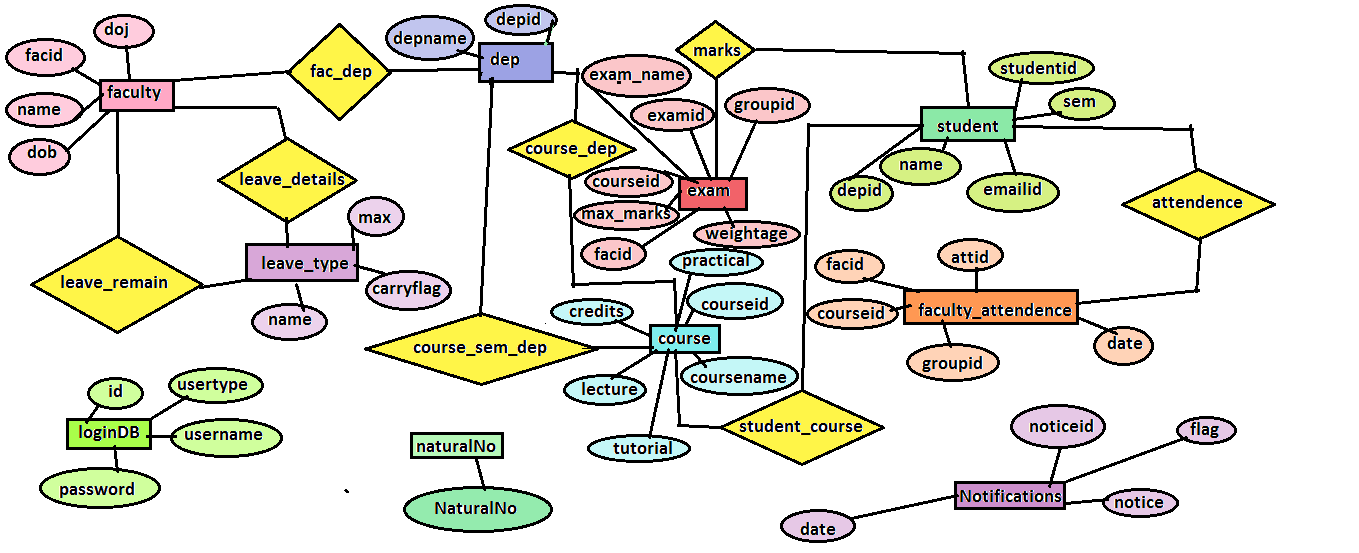 doj
depid
depname
facid
fac_dep
marks
dep
studentid
exam_name
faculty
name
examid
groupid
sem
student
dob
course_dep
name
leave_details
courseid
exam
depid
emailid
attendence
max
max_marks
weightage
facid
leave_type
practical
attid
facid
leave_remain
carryflag
name
credits
courseid
courseid
faculty_attendence
course
course_sem_dep
date
groupid
coursename
lecture
id
usertype
loginDB
username
student_course
noticeid
flag
naturalNo
tutorial
password
Notifications
notice
NaturalNo
date